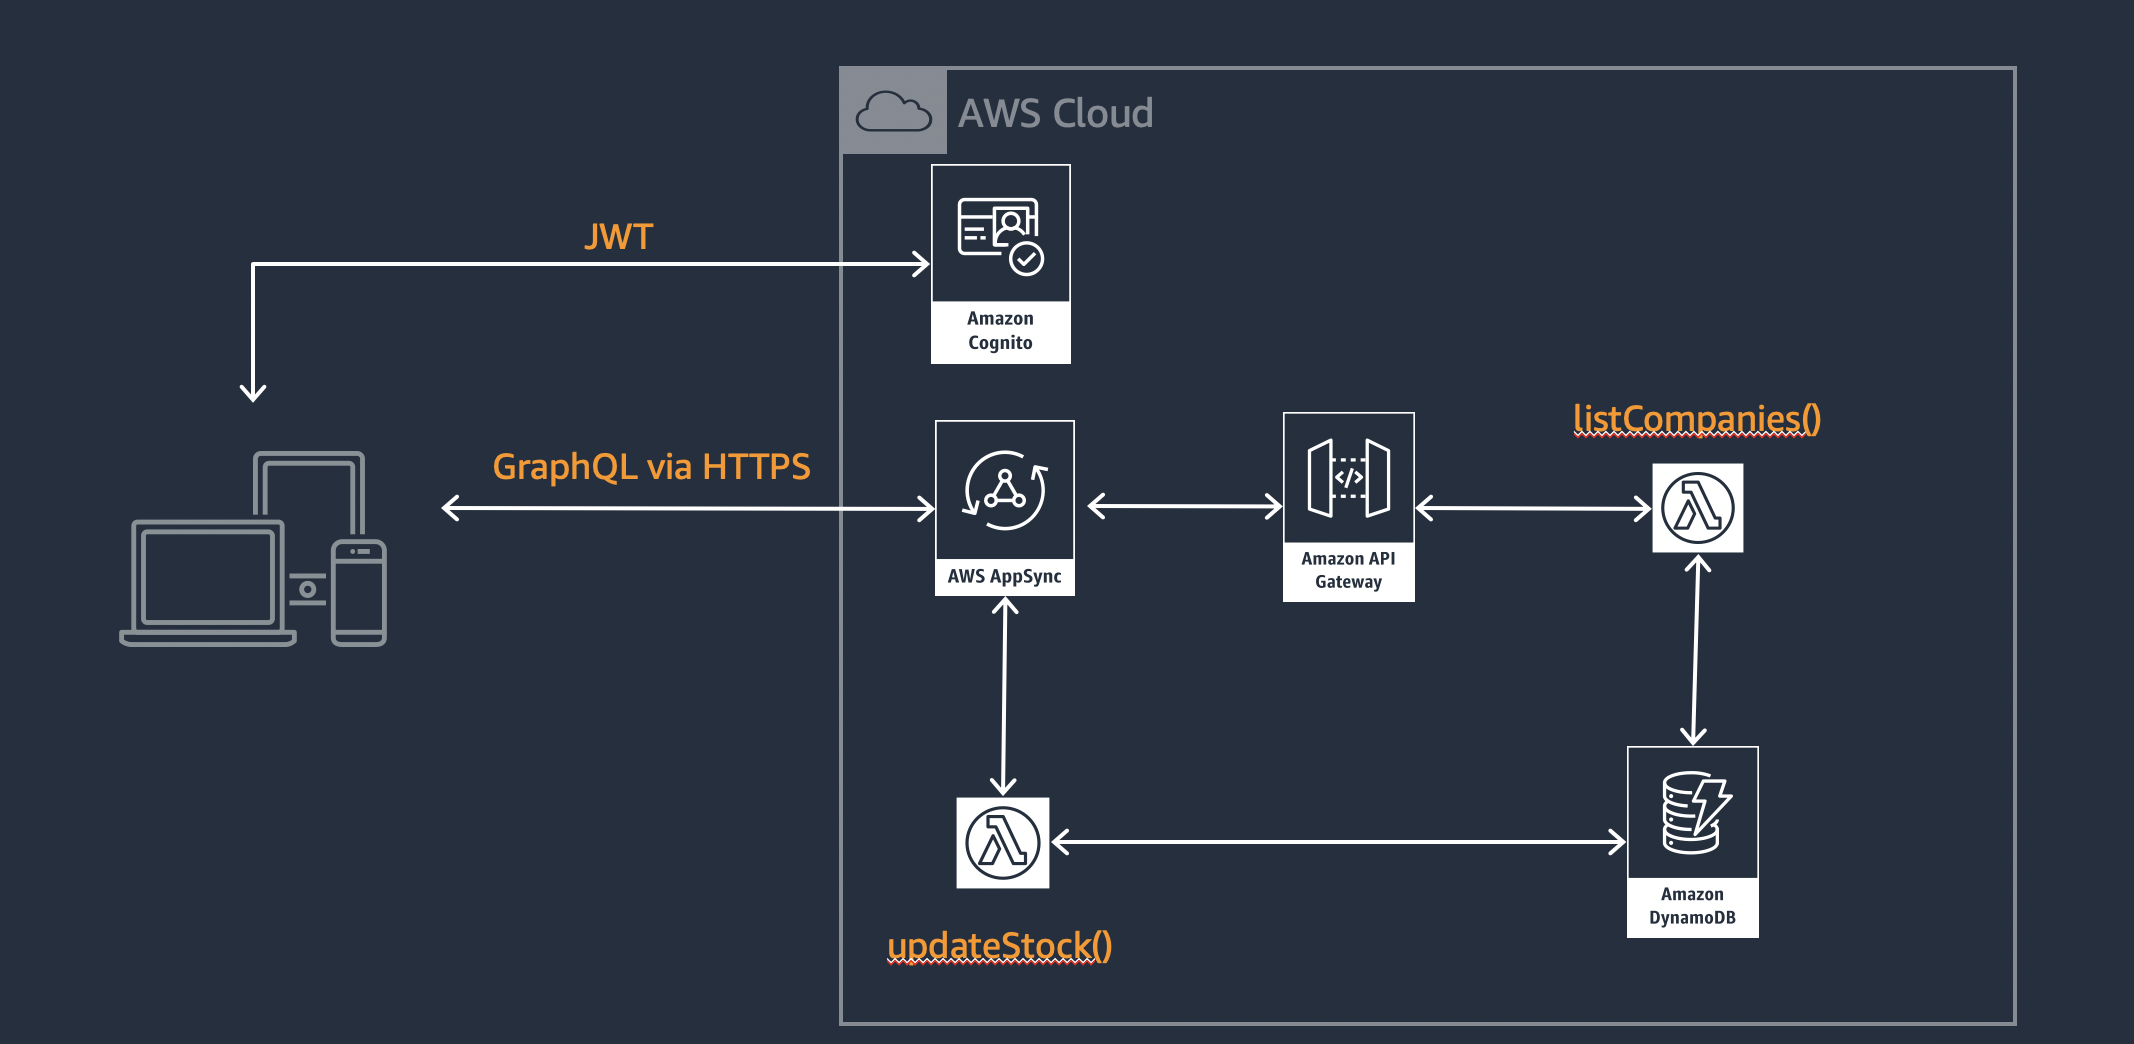 AWS Cloud
JWT
Amazon
Cognito
GraphQL via HTTPS
AWS AppSync
Amazon API
Gateway
listCompanies()
updateStock()
Amazon
DynamoDB